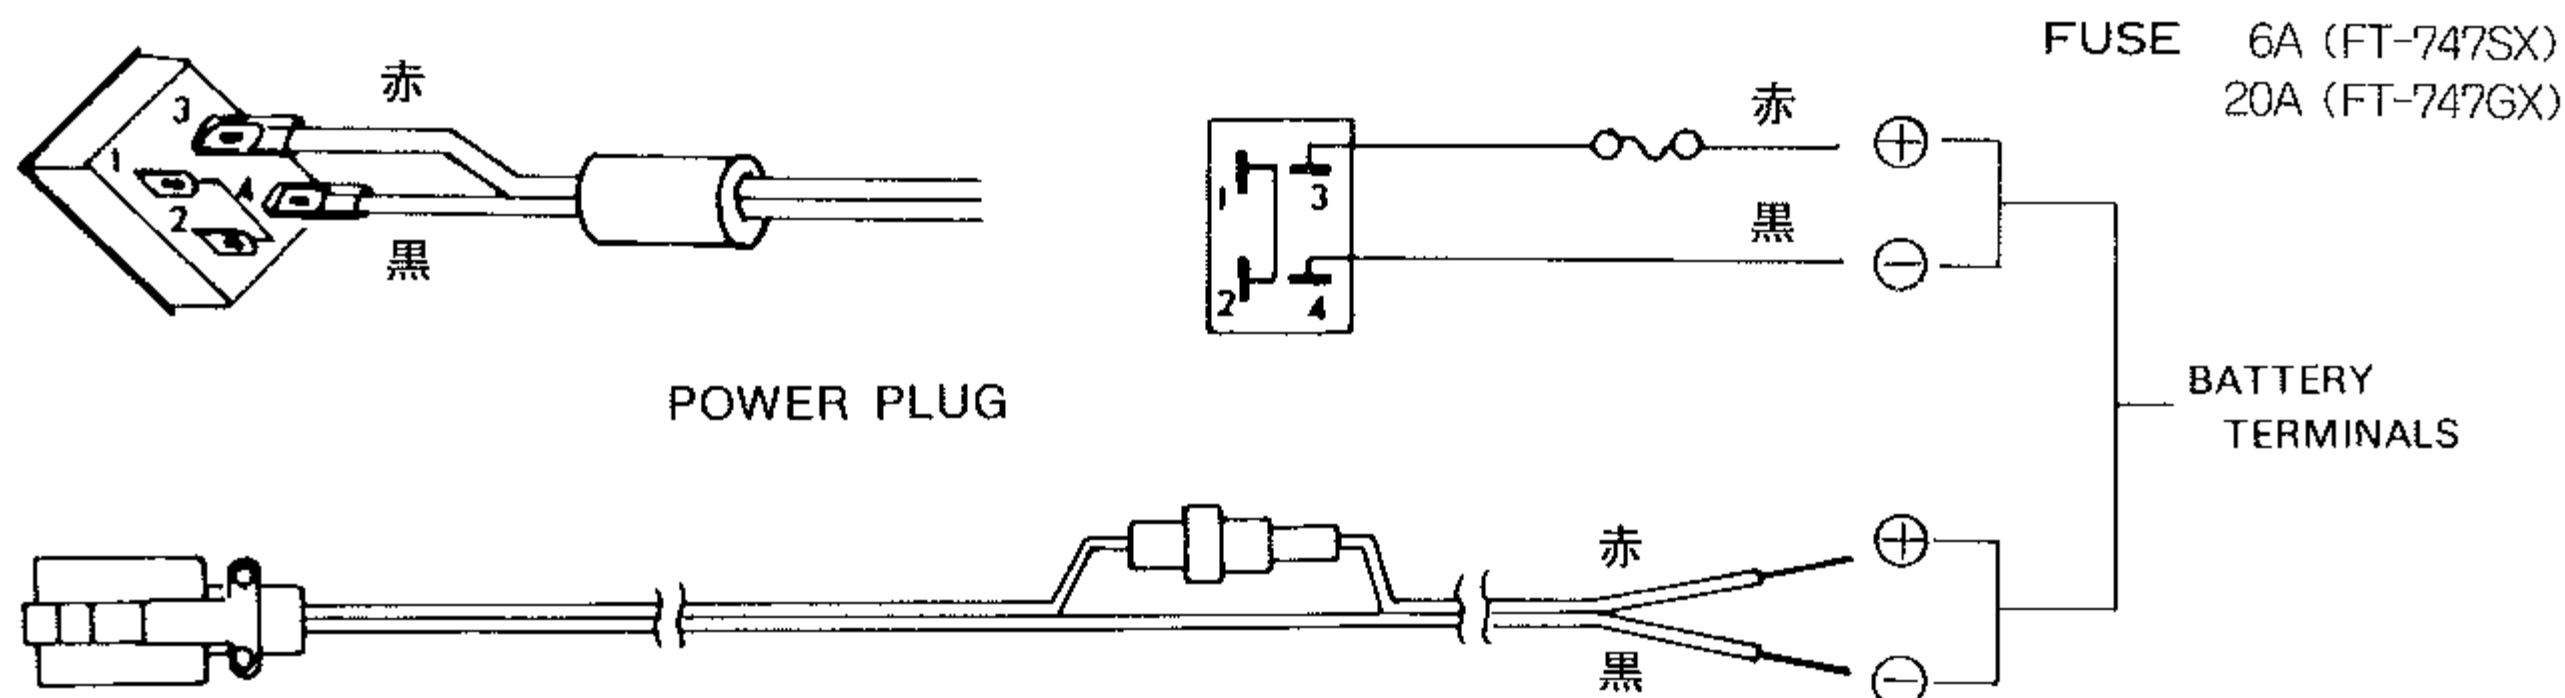 FUSE 6A (FT-747SX)
20A (FT-747GX)
赤
3
1
4
2
黒
赤
1
3
黒
2
4
⊕
⊖
POWER PLUG
BATTERY
TERMINALS
赤
⊕
黒
⊖